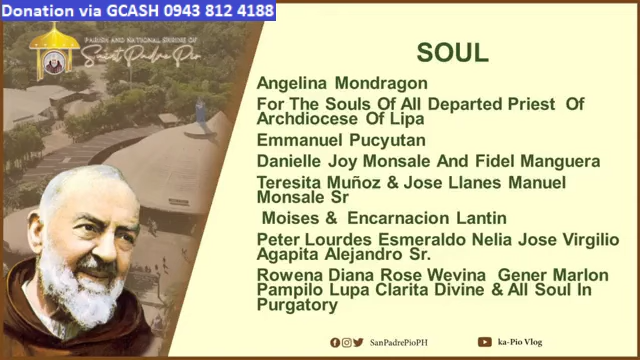 Donation via GCASH 0943 812 4188
PARISH AND NATIONAL SHRINE OF
Saint Padre Pio
SOUL
Angelina Mondragon
For The Souls Of All Departed Priest Of
Archdiocese Of Lipa
Emmanuel Pucyutan
Danielle Joy Monsale And Fidel Manguera
Teresita Muñoz & Jose Llanes Manuel
Monsale Sr
Moises & Encarnacion Lantin
Peter Lourdes Esmeraldo Nelia Jose Virgilio
Agapita Alejandro Sr.
Rowena Diana Rose Wevina Gener Marlon
Pampilo Lupa Clarita Divine & All Soul In
Purgatory
SanPadrePioPH
ka-Pio Vlog